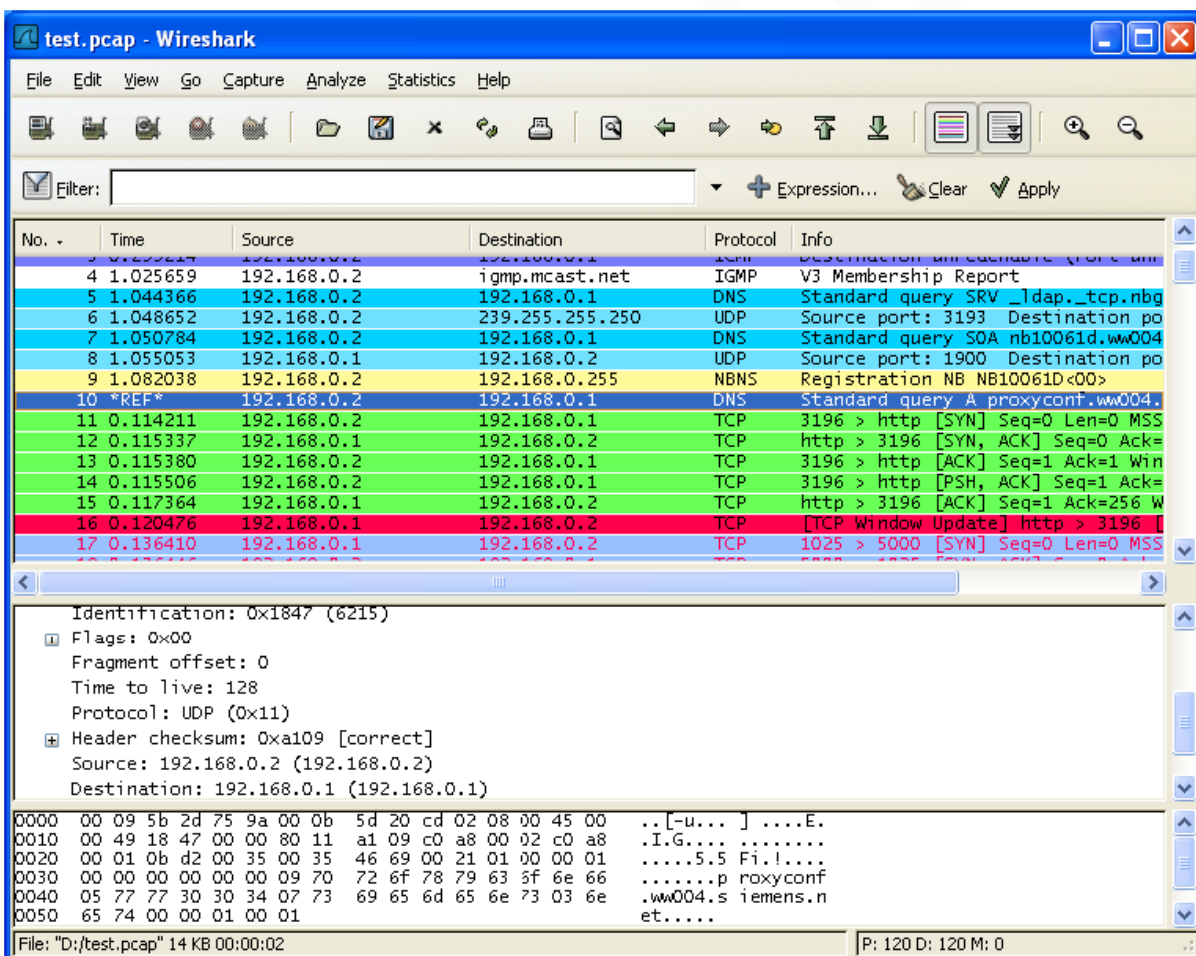 test.pcap - Wireshark
File Edit View Go Capture Analyze Statistics Help
Filter: Expression... Clear Apply
No. Time Source Destination Protocol Info
4 1.025659 192.168.0.2 igmp.mcast.net IGMP V3 Membership Report
5 1.044366 192.168.0.2 192.168.0.1 DNS Standard query SRV _ldap._tcp.nbg
6 1.048652 192.168.0.2 239.255.255.250 UDP Source port: 3193 Destination po
7 1.050784 192.168.0.2 192.168.0.1 DNS Standard query SOA nb10061d.ww004
8 1.055053 192.168.0.1 192.168.0.2 UDP Source port: 1900 Destination po
9 1.082038 192.168.0.2 192.168.0.255 NBNS Registration NB NB10061D<00>
10 *REF* 192.168.0.2 192.168.0.1 DNS Standard query A proxyconf.ww004.
11 0.114211 192.168.0.2 192.168.0.1 TCP 3196 > http [SYN] Seq=0 Len=0 MSS
12 0.115337 192.168.0.1 192.168.0.2 TCP http > 3196 [SYN, ACK] Seq=0 Ack=
13 0.115380 192.168.0.2 192.168.0.1 TCP 3196 > http [ACK] Seq=1 Ack=1 Win
14 0.115506 192.168.0.2 192.168.0.1 TCP 3196 > http [PSH, ACK] Seq=1 Ack=
15 0.117364 192.168.0.1 192.168.0.2 TCP http > 3196 [ACK] Seq=1 Ack=256 W
16 0.120476 192.168.0.1 192.168.0.2 TCP [TCP Window Update] http > 3196 [
17 0.136410 192.168.0.1 192.168.0.2 TCP 1025 > 5000 [SYN] Seq=0 Len=0 MSS
Identification: 0x1847 (6215)
Flags: 0x00
Fragment offset: 0
Time to live: 128
Protocol: UDP (0x11)
Header checksum: 0xa109 [correct]
Source: 192.168.0.2 (192.168.0.2)
Destination: 192.168.0.1 (192.168.0.1)
0000 00 09 5b 2d 75 9a 00 0b 5d 20 cd 02 08 00 45 00 ..[-u... ] ....E.
0010 00 49 18 47 00 00 80 11 a1 09 c0 a8 00 02 c0 a8 .I.G.... ........
0020 00 01 0b d2 00 35 00 35 46 69 00 21 01 00 00 01 .....5.5 Fi.!....
0030 00 00 00 00 00 00 09 70 72 6f 78 79 63 6f 6e 66 .......p roxyconf
0040 05 77 77 30 30 34 07 73 69 65 6d 65 6e 73 03 6e .ww004.s iemens.n
0050 65 74 00 00 01 00 01 et.....
File: "D:/test.pcap" 14 KB 00:00:02 P: 120 D: 120 M: 0